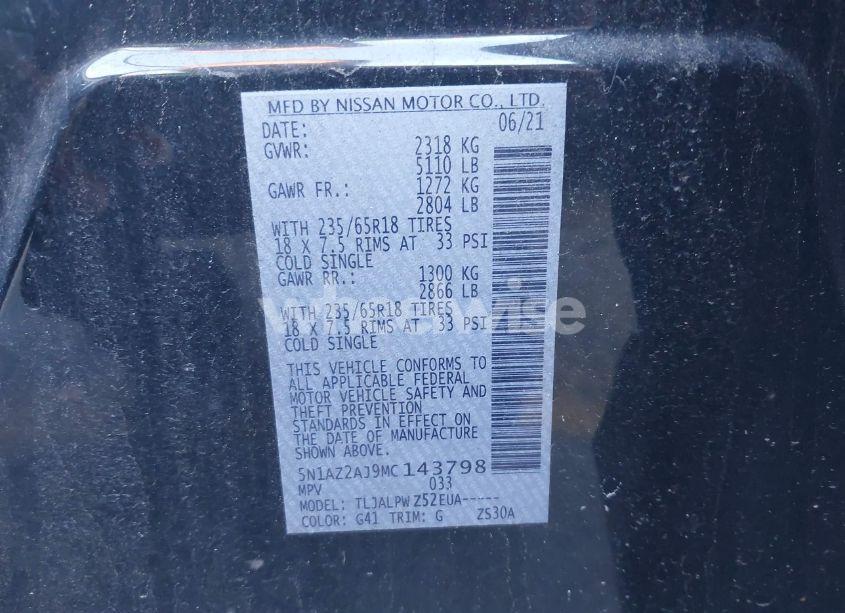 MFD BY NISSAN MOTOR CO., LTD.
DATE: 06/21
GVWR: 2318 KG
5110 LB
GAWR FR.: 1272 KG
2804 LB
WITH 235/65R18 TIRES
18 X 7.5 RIMS AT 33 PSI
COLD SINGLE
GAWR RR.: 1300 KG
2866 LB
WITH 235/65R18 TIRES
18 X 7.5 RIMS AT 33 PSI
COLD SINGLE
THIS VEHICLE CONFORMS TO
ALL APPLICABLE FEDERAL
MOTOR VEHICLE SAFETY AND
THEFT PREVENTION
STANDARDS IN EFFECT ON
THE DATE OF MANUFACTURE
SHOWN ABOVE.
5N1AZ2AJ9MC143798
MPV 033
MODEL: TLJALPW Z52EUA-----
COLOR: G41 TRIM: G ZS30A